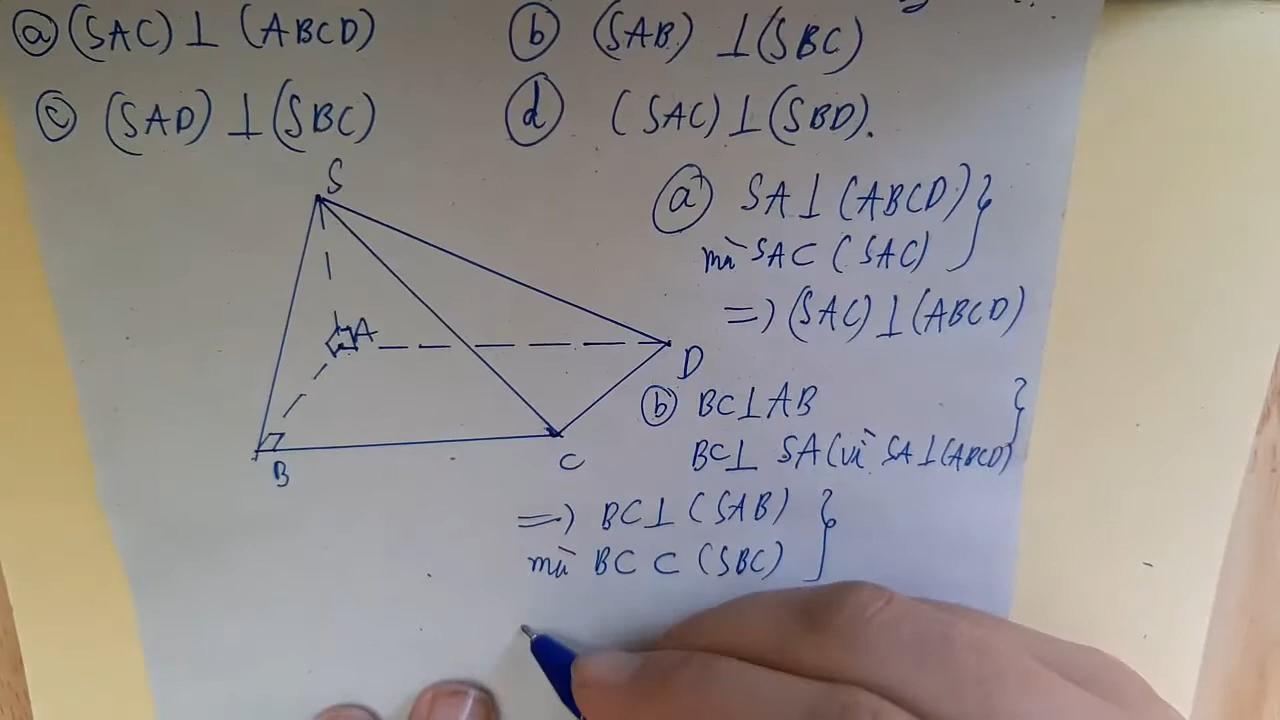 ⓐ (SAC) ⊥ (ABCD)
ⓑ (SAB) ⊥ (SBC)
ⓒ (SAD) ⊥ (SBC)
ⓓ (SAC) ⊥ (SBD).
S
A
D
B
C
ⓐ SA ⊥ (ABCD)
mà SA ⊂ (SAC)
=> (SAC) ⊥ (ABCD)
ⓑ BC ⊥ AB
BC ⊥ SA (vì SA ⊥ (ABCD)
=> BC ⊥ (SAB)
mà BC ⊂ (SBC)